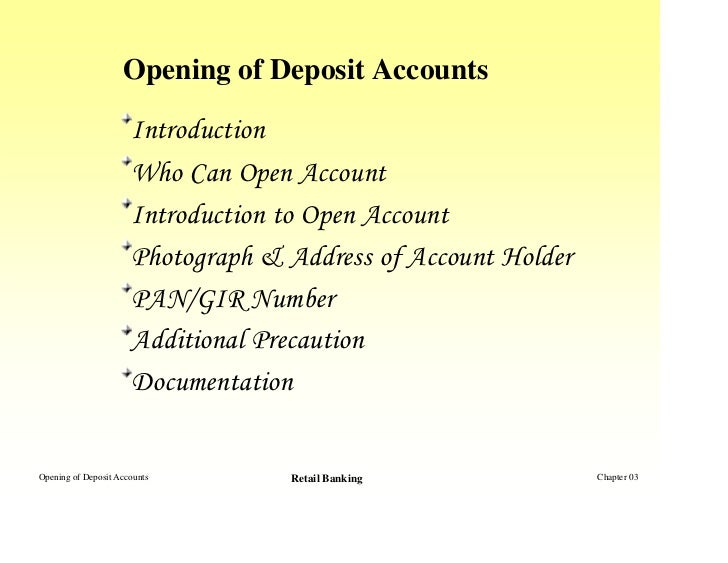 Opening of Deposit Accounts
Introduction
Who Can Open Account
Introduction to Open Account
Photograph & Address of Account Holder
PAN/GIR Number
Additional Precaution
Documentation
Opening of Deposit Accounts
Retail Banking
Chapter 03